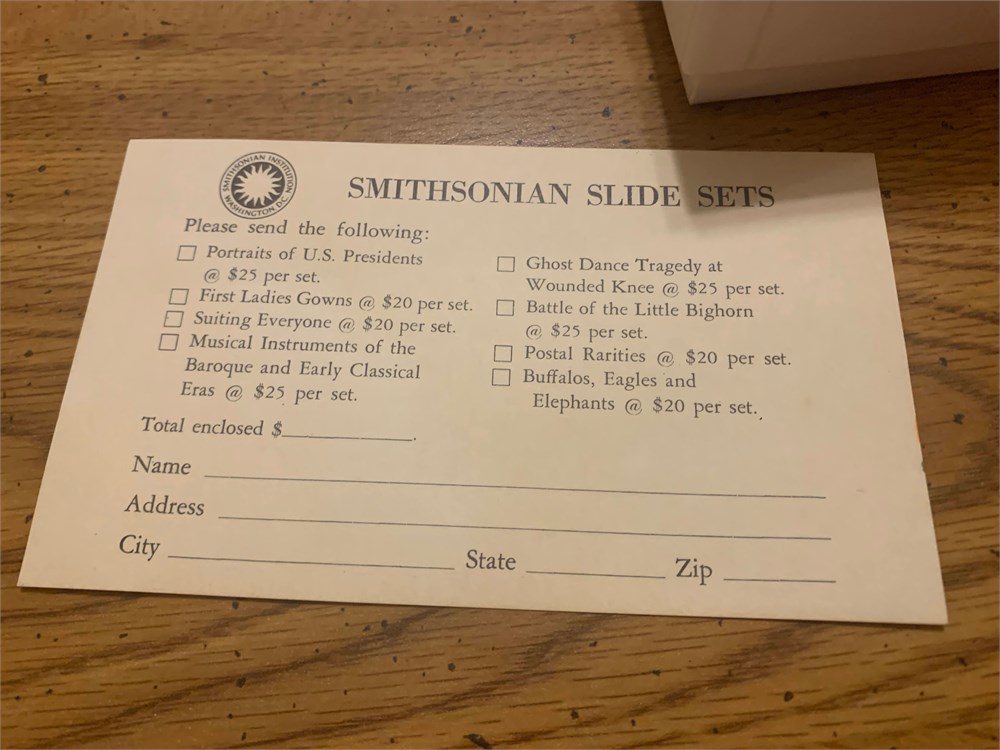 SMITHSONIAN INSTITUTION
WASHINGTON D.C.
SMITHSONIAN SLIDE SETS
Please send the following:
Portraits of U.S. Presidents
@ $25 per set.
First Ladies Gowns @ $20 per set.
Suiting Everyone @ $20 per set.
Musical Instruments of the
Baroque and Early Classical
Eras @ $25 per set.
Ghost Dance Tragedy at
Wounded Knee @ $25 per set.
Battle of the Little Bighorn
@ $25 per set.
Postal Rarities @ $20 per set.
Buffalos, Eagles and
Elephants @ $20 per set.
Total enclosed $____________.
Name
Address
City State Zip